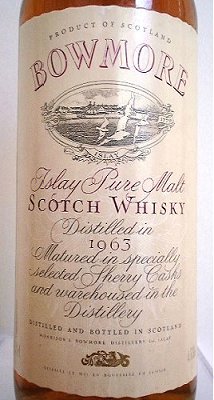 PRODUCT OF SCOTLAND
BOWMORE
ISLAY
Islay Pure Malt
SCOTCH WHISKY
Distilled in
1963
Matured in specially
selected Sherry Casks
and warehoused in the
Distillery
DISTILLED AND BOTTLED IN SCOTLAND
MORRISON'S BOWMORE DISTILLERY